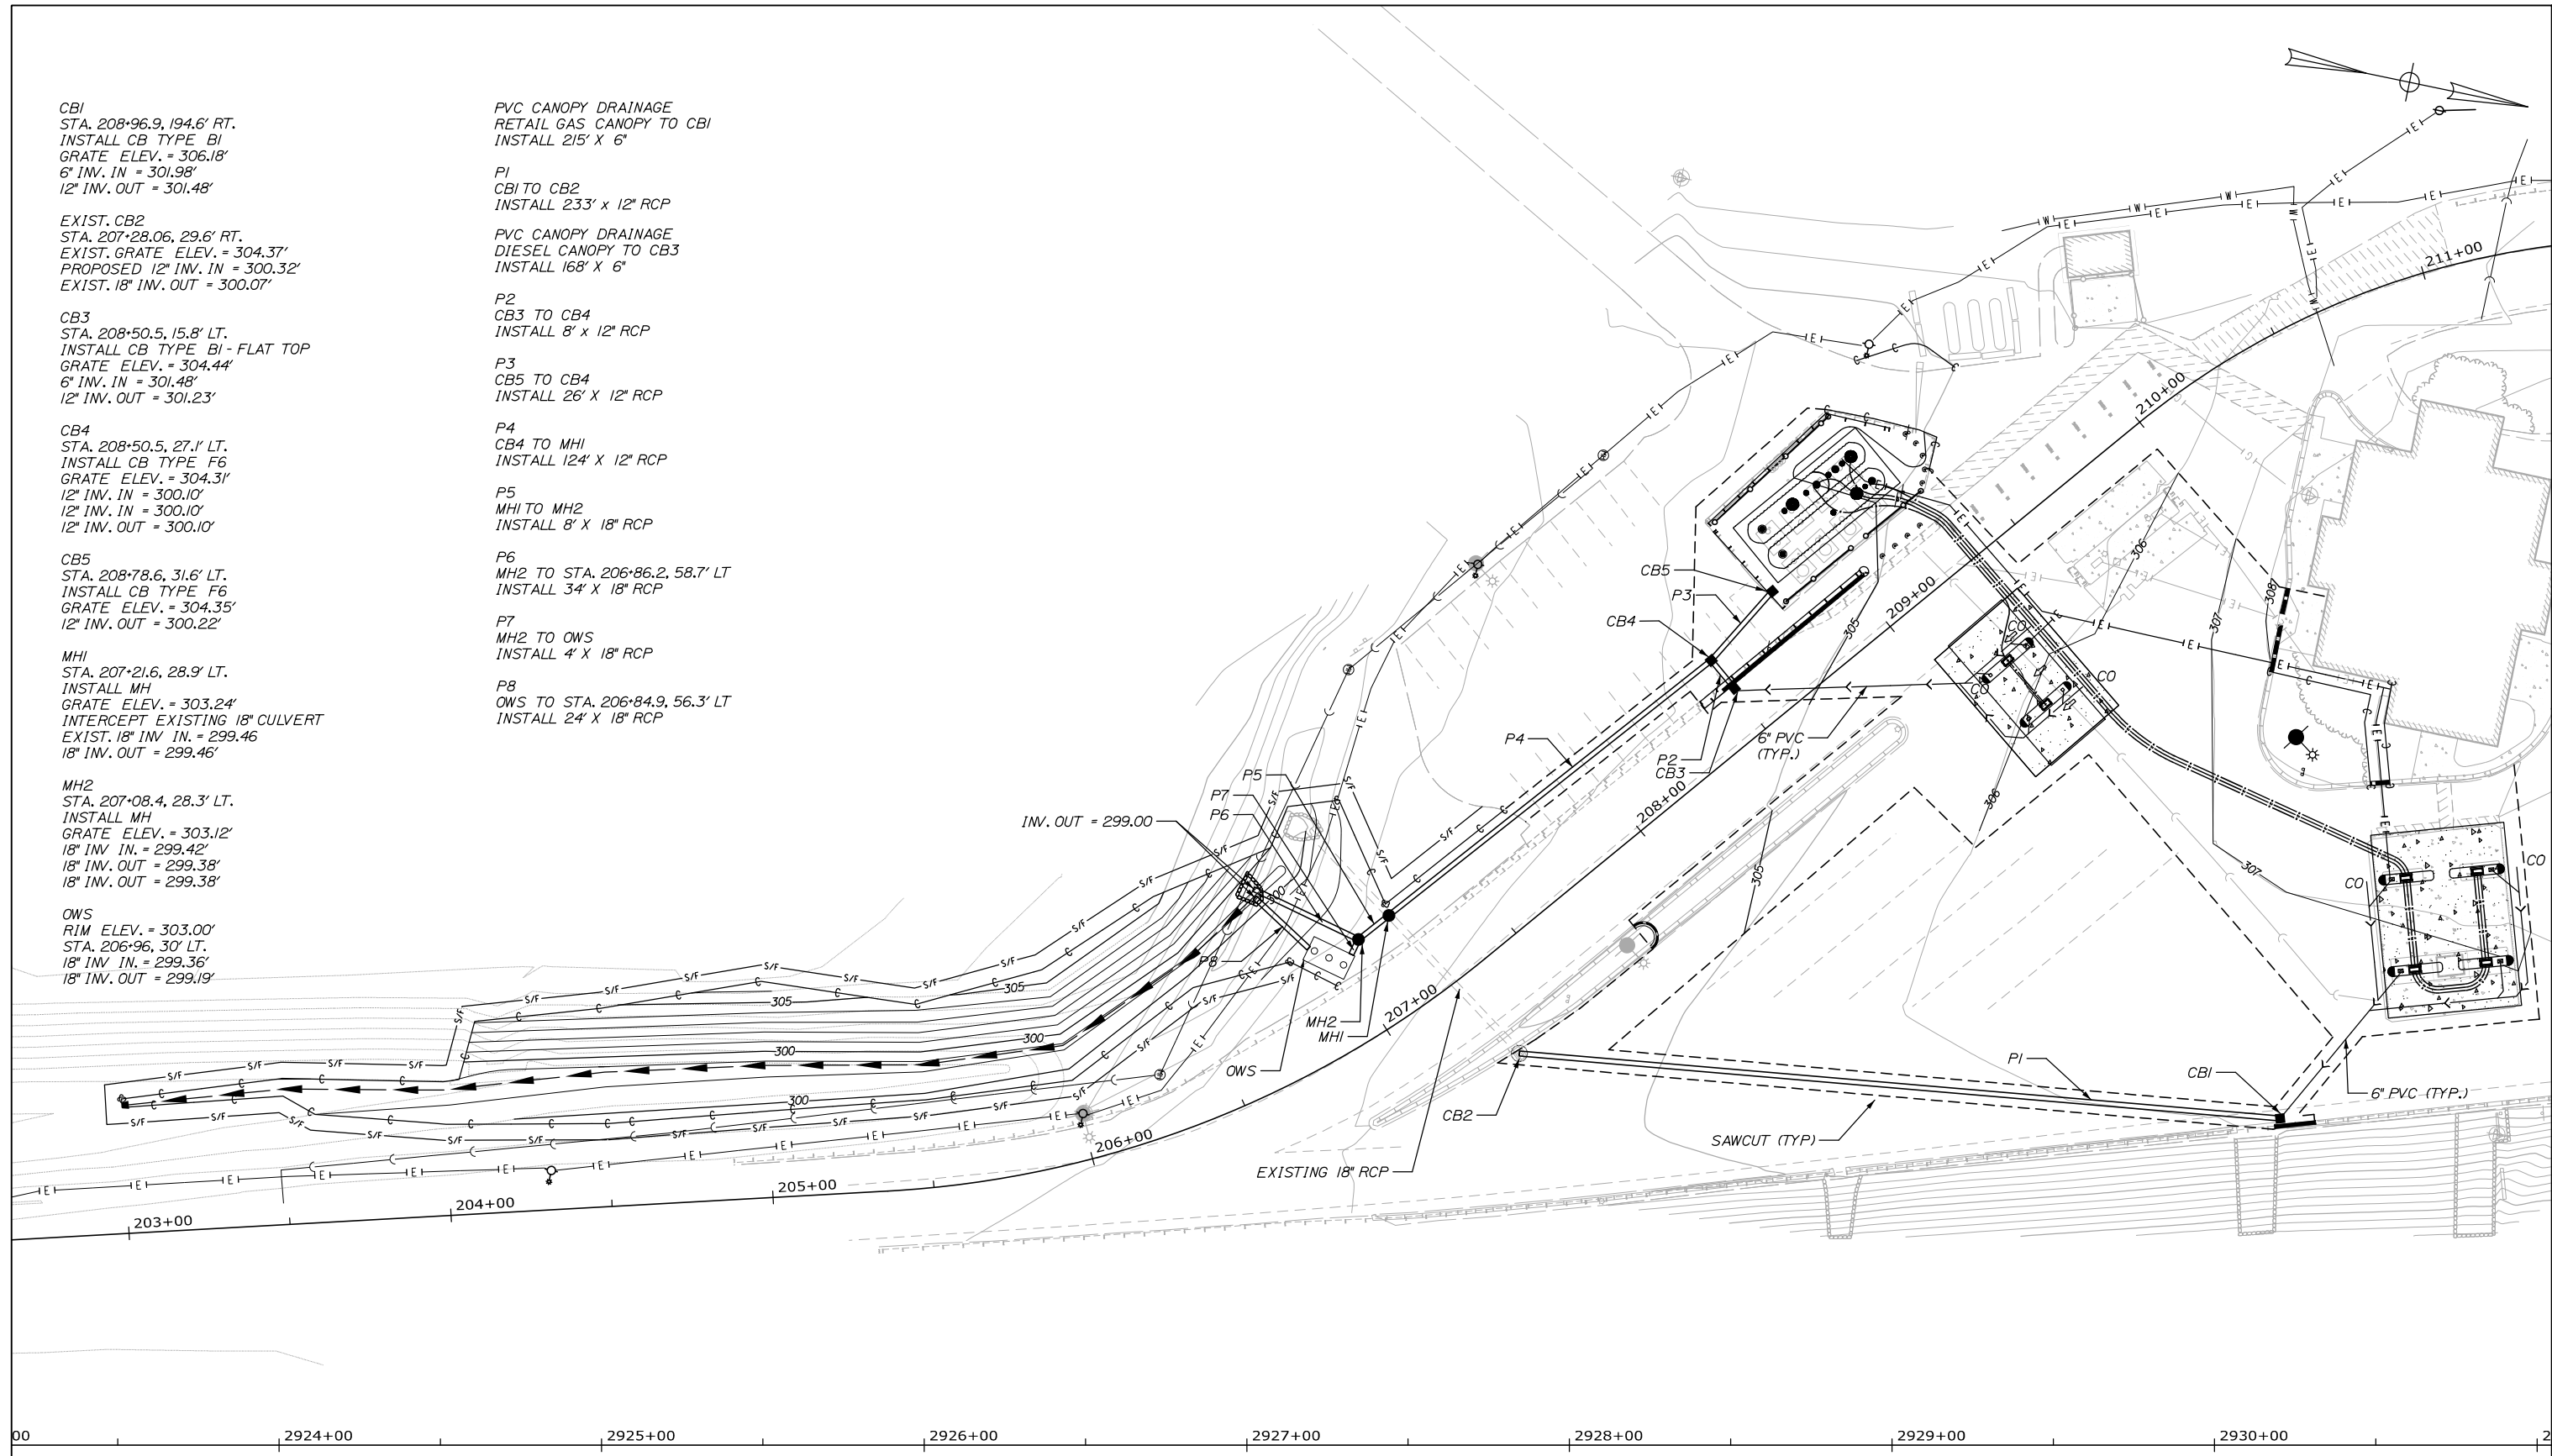 CB1
STA. 208+96.9, 194.6' RT.
INSTALL CB TYPE B1
GRATE ELEV. = 306.18'
6" INV. IN = 301.98'
12" INV. OUT = 301.48'
EXIST. CB2
STA. 207+28.06, 29.6' RT.
EXIST. GRATE ELEV. = 304.37'
PROPOSED 12" INV. IN = 300.32'
EXIST. 18" INV. OUT = 300.07'
CB3
STA. 208+50.5, 15.8' LT.
INSTALL CB TYPE B1 - FLAT TOP
GRATE ELEV. = 304.44'
6" INV. IN = 301.48'
12" INV. OUT = 301.23'
CB4
STA. 208+50.5, 27.1' LT.
INSTALL CB TYPE F6
GRATE ELEV. = 304.31'
12" INV. IN = 300.10'
12" INV. IN = 300.10'
12" INV. OUT = 300.10'
CB5
STA. 208+78.6, 31.6' LT.
INSTALL CB TYPE F6
GRATE ELEV. = 304.35'
12" INV. OUT = 300.22'
MH1
STA. 207+21.6, 28.9' LT.
INSTALL MH
GRATE ELEV. = 303.24'
INTERCEPT EXISTING 18" CULVERT
EXIST. 18" INV IN. = 299.46
18" INV. OUT = 299.46'
MH2
STA. 207+08.4, 28.3' LT.
INSTALL MH
GRATE ELEV. = 303.12'
18" INV IN. = 299.42'
18" INV. OUT = 299.38'
18" INV. OUT = 299.38'
OWS
RIM ELEV. = 303.00'
STA. 206+96, 30' LT.
18" INV IN. = 299.36'
18" INV. OUT = 299.19'
PVC CANOPY DRAINAGE
RETAIL GAS CANOPY TO CB1
INSTALL 215' X 6"
P1
CB1 TO CB2
INSTALL 233' x 12" RCP
PVC CANOPY DRAINAGE
DIESEL CANOPY TO CB3
INSTALL 168' X 6"
P2
CB3 TO CB4
INSTALL 8' x 12" RCP
P3
CB5 TO CB4
INSTALL 26' X 12" RCP
P4
CB4 TO MH1
INSTALL 124' X 12" RCP
P5
MH1 TO MH2
INSTALL 8' X 18" RCP
P6
MH2 TO STA. 206+86.2, 58.7' LT
INSTALL 34' X 18" RCP
P7
MH2 TO OWS
INSTALL 4' X 18" RCP
P8
OWS TO STA. 206+84.9, 56.3' LT
INSTALL 24' X 18" RCP
211+00
210+00
209+00
208+00
207+00
206+00
205+00
204+00
203+00
CB5
P3
CB4
P4
P2
CB3
6" PVC
(TYP.)
P5
P7
P6
INV. OUT = 299.00
P8
MH2
MH1
OWS
CB2
EXISTING 18" RCP
SAWCUT (TYP)
P1
CB1
6" PVC (TYP.)
CO
CO
CO
CO
CO
305
305
306
306
307
307
308
305
305
300
300
300
300
00
2924+00
2925+00
2926+00
2927+00
2928+00
2929+00
2930+00
2